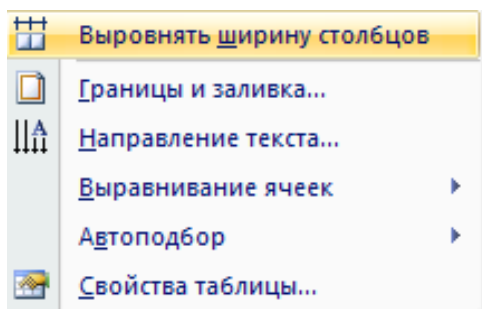 Выровнять ширину столбцов
Границы и заливка...
Направление текста...
Выравнивание ячеек
Автоподбор
Свойства таблицы...